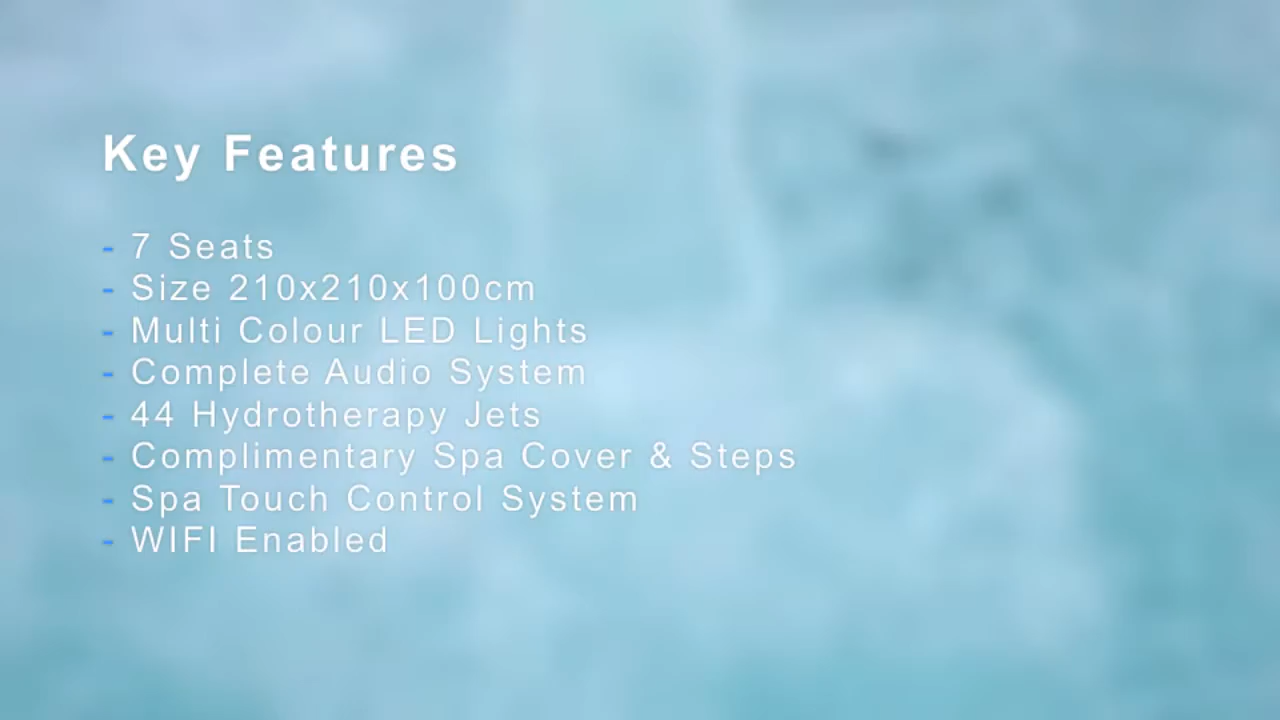 Key Features
- 7 Seats
- Size 210x210x100cm
- Multi Colour LED Lights
- Complete Audio System
- 44 Hydrotherapy Jets
- Complimentary Spa Cover & Steps
- Spa Touch Control System
- WIFI Enabled